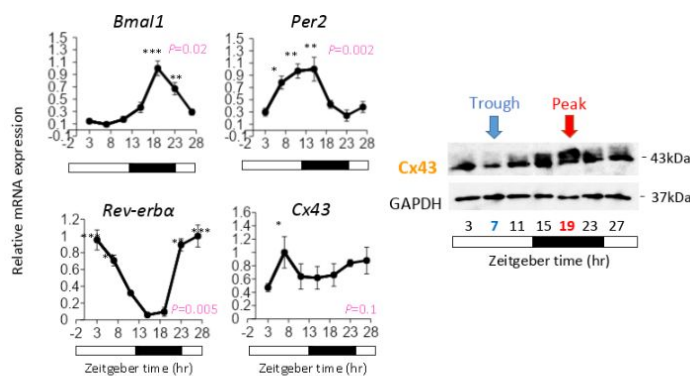 Bmal1
Per2
Relative mRNA expression
1.5
1.3
1.1
0.9
0.7
0.5
0.3
0.1
-2 3 8 13 18 23 28
*** P=0.02
**
1.5
1.3
1.1
0.9
0.7
0.5
0.3
0.1
-2 3 8 13 18 23 28
* ** ** P=0.002
Rev-erbα
Cx43
1.2
1
0.8
0.6
0.4
0.2
0
-2 3 8 13 18 23 28
*** * ** ***
P=0.005
Zeitgeber time (hr)
1.6
1.4
1.2
1
0.8
0.6
0.4
0.2
0
-2 3 8 13 18 23 28
*
P=0.1
Zeitgeber time (hr)
Trough Peak
Cx43 - 43kDa
GAPDH - 37kDa
3 7 11 15 19 23 27
Zeitgeber time (hr)